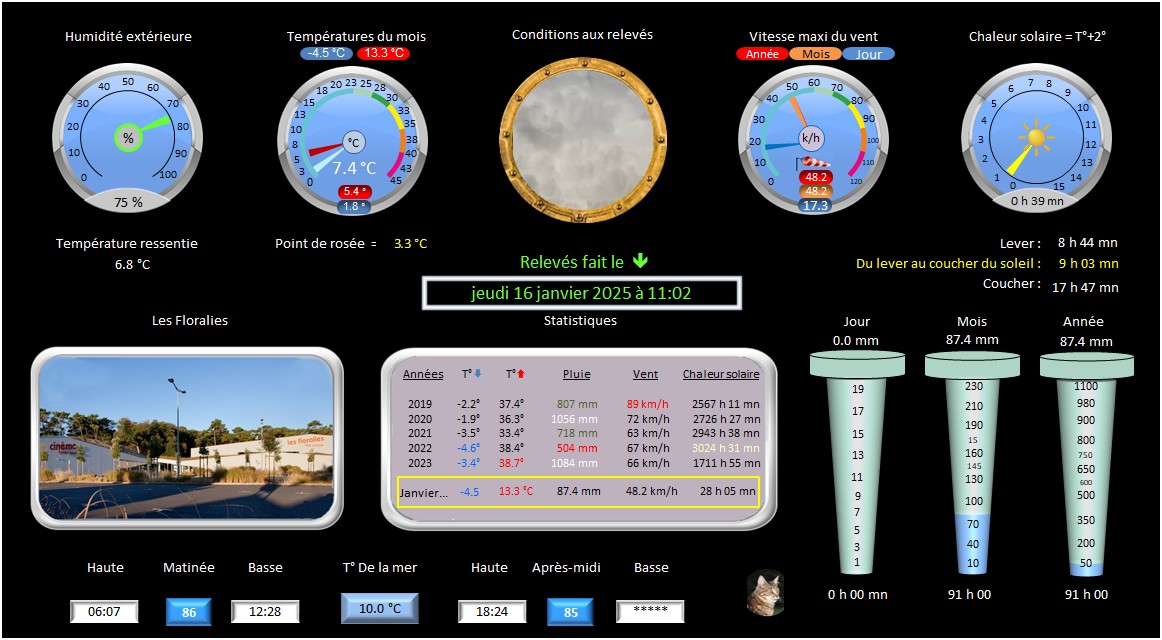 Humidité extérieure
Températures du mois
Conditions aux relevés
Vitesse maxi du vent
Chaleur solaire = T°+2°
-4.5 °C 13.3 °C
Année Mois Jour
0 10 20 30 40 50 60 70 80 90 100
%
75 %
0 3 5 8 10 13 15 18 20 23 25 28 30 33 35 38 40 43 45
°C
7.4 °C
5.4 °
1.8 °
0 10 20 30 40 50 60 70 80 90 100 110 120
k/h
48.2
48.2
17.3
0 1 2 3 4 5 6 7 8 9 10 11 12 13 14 15
0 h 39 mn
Température ressentie
6.8 °C
Point de rosée = 3.3 °C
Lever : 8 h 44 mn
Du lever au coucher du soleil : 9 h 03 mn
Coucher : 17 h 47 mn
Relevés fait le
jeudi 16 janvier 2025 à 11:02
Les Floralies
cinéma
les floralies
Statistiques
Années T° T° Pluie Vent Chaleur solaire
2019 -2.2° 37.4° 807 mm 89 km/h 2567 h 11 mn
2020 -1.9° 36.3° 1056 mm 72 km/h 2726 h 27 mn
2021 -3.5° 33.4° 718 mm 63 km/h 2943 h 38 mn
2022 -4.6° 38.4° 504 mm 67 km/h 3024 h 31 mn
2023 -3.4° 38.7° 1084 mm 66 km/h 1711 h 55 mn
Janvier... -4.5 13.3 °C 87.4 mm 48.2 km/h 28 h 05 mn
Jour
0.0 mm
19
17
15
13
11
9
7
5
3
1
0 h 00 mn
Mois
87.4 mm
230
210
190
15
160
145
130
100
70
40
10
91 h 00
Année
87.4 mm
1100
980
900
800
750
650
600
500
350
200
50
91 h 00
Haute Matinée Basse T° De la mer Haute Après-midi Basse
06:07 86 12:28 10.0 °C 18:24 85 *****